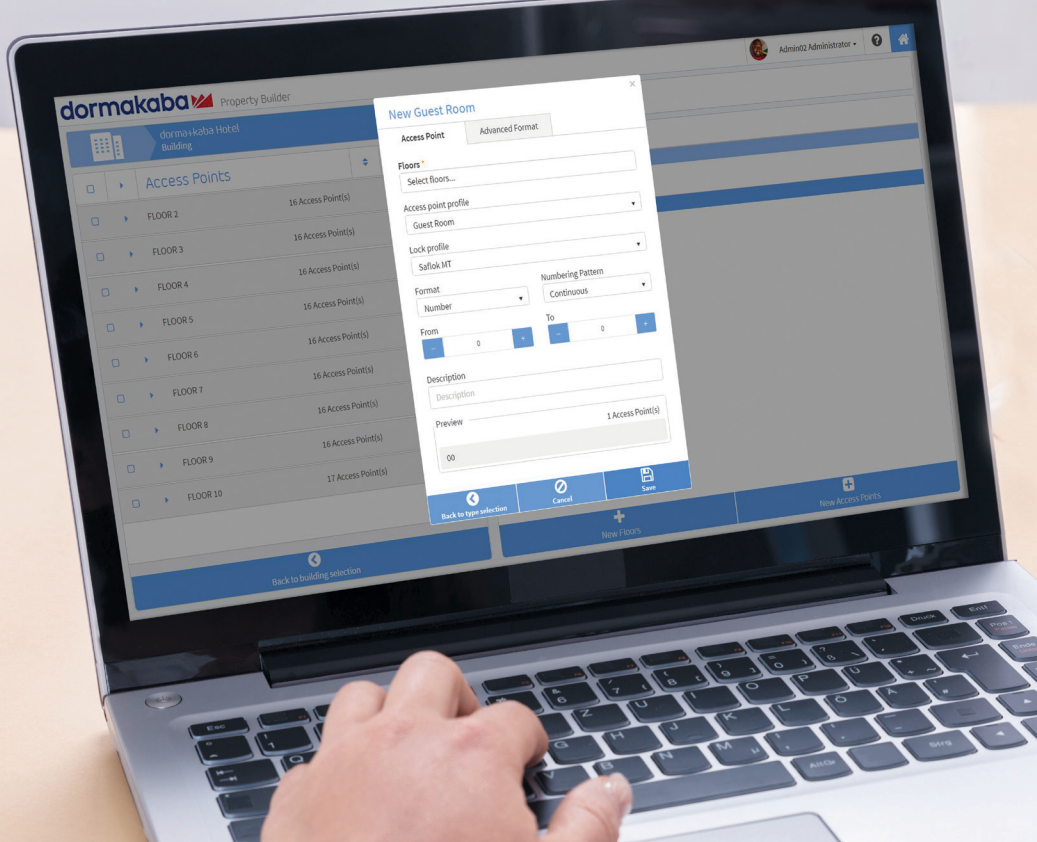 Admin02 Administrator
dormakaba Property Builder
dorma+kaba Hotel
Building
Access Points
FLOOR 2 16 Access Point(s)
FLOOR 3 16 Access Point(s)
FLOOR 4 16 Access Point(s)
FLOOR 5 16 Access Point(s)
FLOOR 6 16 Access Point(s)
FLOOR 7 16 Access Point(s)
FLOOR 8 16 Access Point(s)
FLOOR 9 16 Access Point(s)
FLOOR 10 17 Access Point(s)
Back to building selection
New Guest Room
Access Point Advanced Format
Floors *
Select floors...
Access point profile
Guest Room
Lock profile
Saflok MT
Format Numbering Pattern
Number Continuous
From To
− 0 + − 0 +
Description
Description
Preview 1 Access Point(s)
00
Back to type selection Cancel Save
New Floors New Access Points
Esc
Druck
Entf
Pos 1
Ende
Strg
AltGr